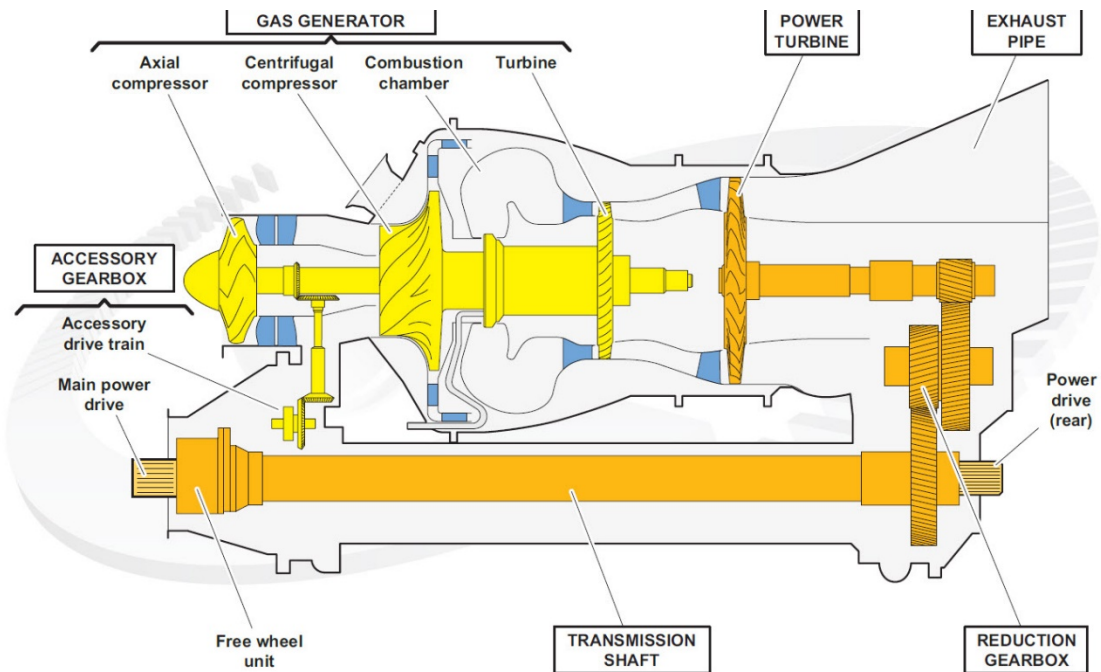 GAS GENERATOR
POWER
TURBINE
EXHAUST
PIPE
Axial
compressor
Centrifugal
compressor
Combustion
chamber
Turbine
ACCESSORY
GEARBOX
Accessory
drive train
Main power
drive
Power
drive
(rear)
Free wheel
unit
TRANSMISSION
SHAFT
REDUCTION
GEARBOX